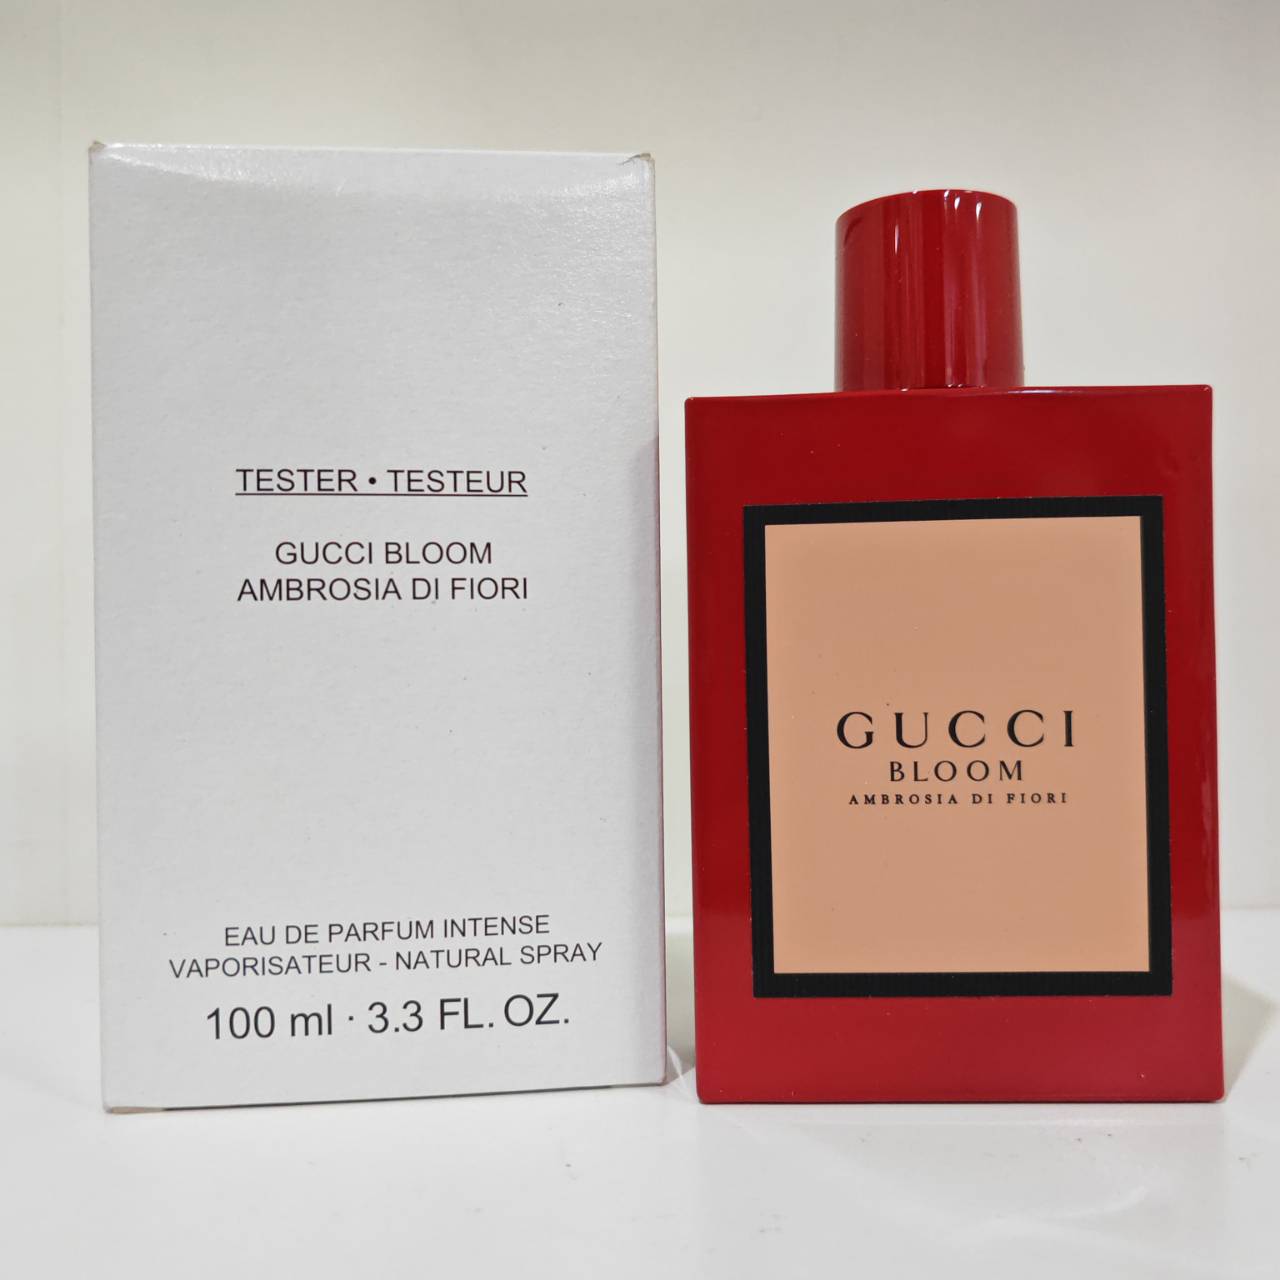 TESTER • TESTEUR
GUCCI BLOOM
AMBROSIA DI FIORI
EAU DE PARFUM INTENSE
VAPORISATEUR - NATURAL SPRAY
100 ml · 3.3 FL. OZ.
GUCCI
BLOOM
AMBROSIA DI FIORI